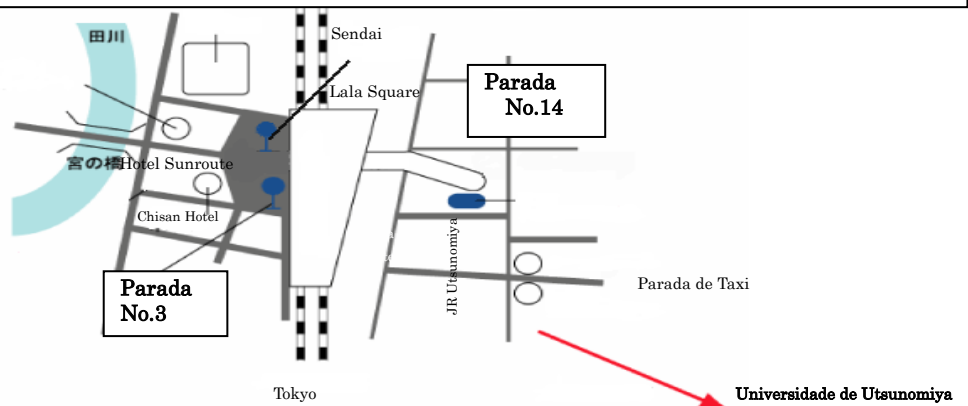 田川
Sendai
Lala Square
Parada
No.14
宮の橋
Hotel Sunroute
Chisan Hotel
JR Utsunomiya
Parada de Taxi
Parada
No.3
Tokyo
Universidade de Utsunomiya